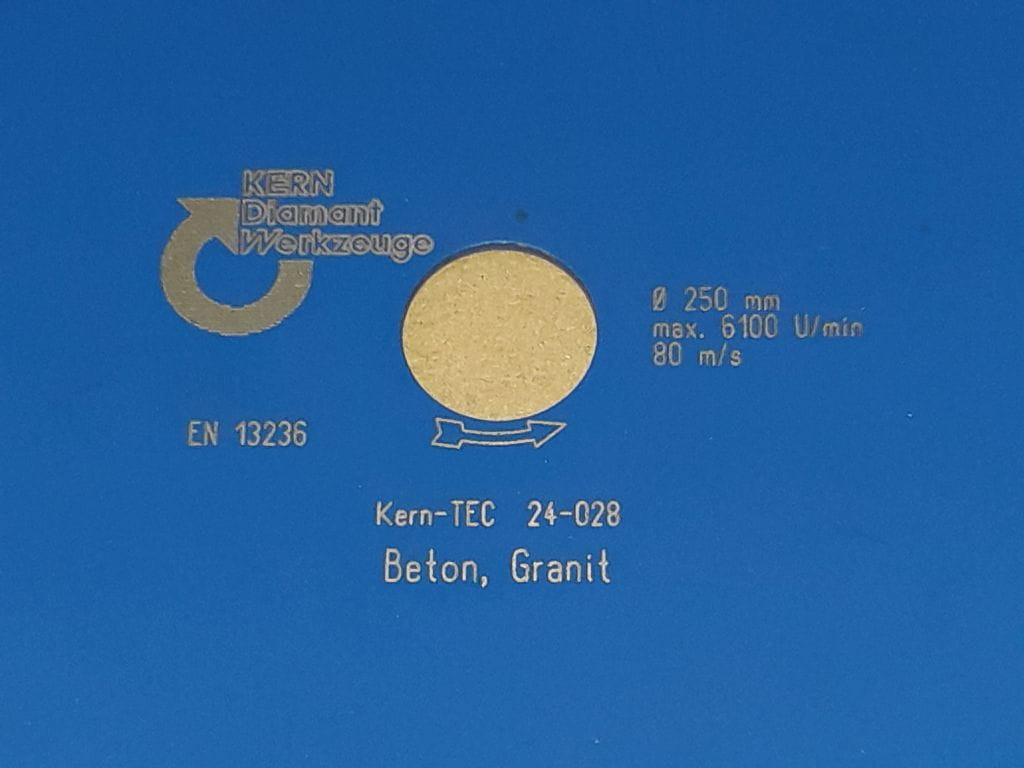 KERN
Diamant
Werkzeuge
Ø 250 mm
max. 6100 U/min
80 m/s
EN 13236
Kern-TEC 24-028
Beton, Granit